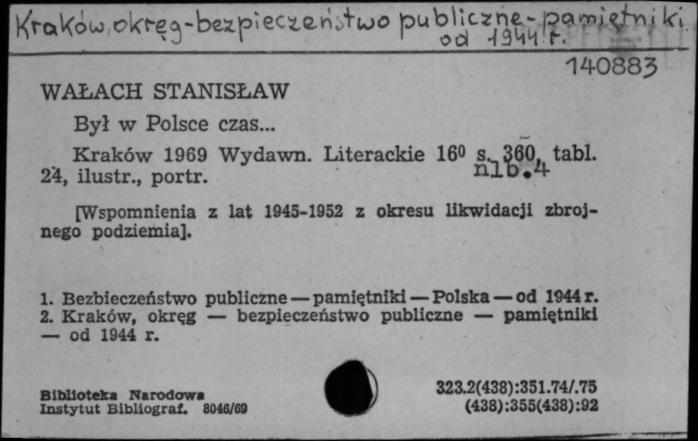 Kraków, okręg-bezpieczeństwo publiczne-pamiętniki
od 1944 r.
140883
WAŁACH STANISŁAW
Był w Polsce czas...
Kraków 1969 Wydawn. Literackie 16⁰ s. 360, tabl.
nlb.4
24, ilustr., portr.
[Wspomnienia z lat 1945-1952 z okresu likwidacji zbroj-
nego podziemia].
1. Bezbieczeństwo publiczne — pamiętniki — Polska — od 1944 r.
2. Kraków, okręg — bezpieczeństwo publiczne — pamiętniki
— od 1944 r.
Biblioteka Narodowa
Instytut Bibliograf. 8046/69
323.2(438):351.74/.75
(438):355(438):92